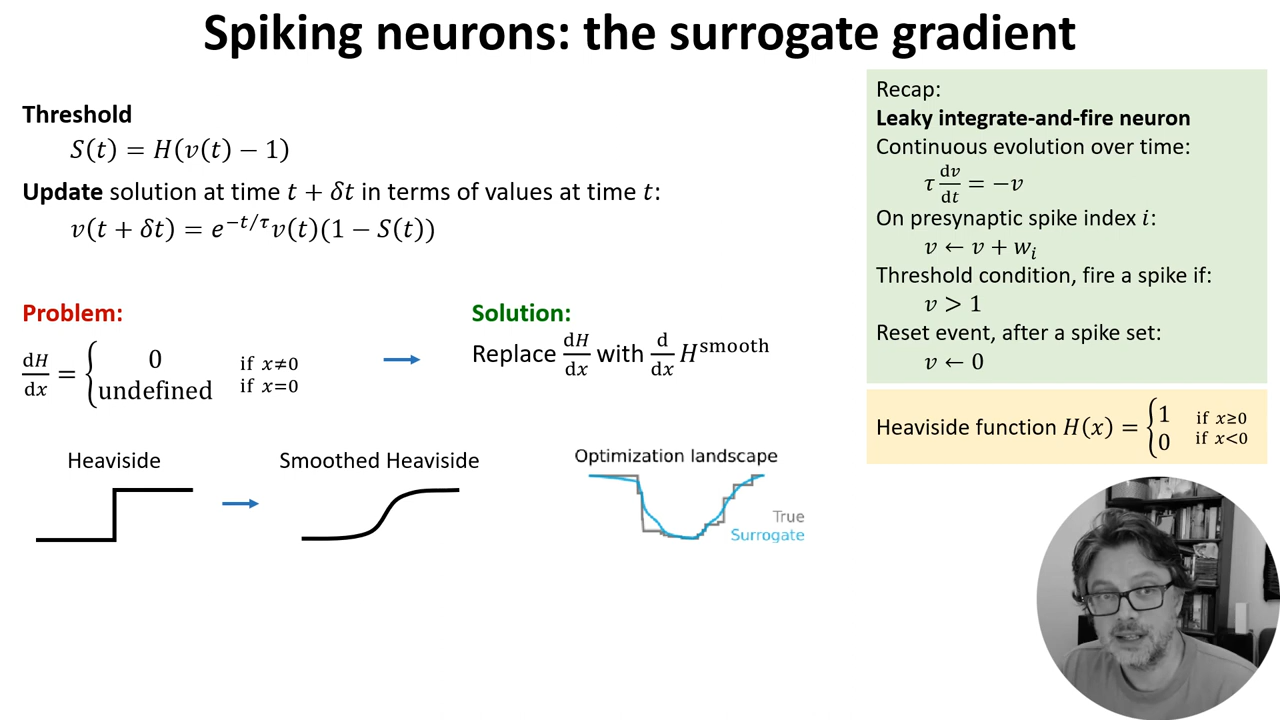 Spiking neurons: the surrogate gradient
Threshold
S(t) = H(v(t) − 1)
Update solution at time t + δt in terms of values at time t:
v(t + δt) = e^{−t/τ}v(t)(1 − S(t))
Problem:
dH/dx = { 0 if x≠0
undefined if x=0
Solution:
Replace dH/dx with d/dx H^smooth
Heaviside
Smoothed Heaviside
Optimization landscape
True
Surrogate
Recap:
Leaky integrate-and-fire neuron
Continuous evolution over time:
τ dv/dt = −v
On presynaptic spike index i:
v ← v + w_i
Threshold condition, fire a spike if:
v > 1
Reset event, after a spike set:
v ← 0
Heaviside function H(x) = { 1 if x≥0
0 if x<0